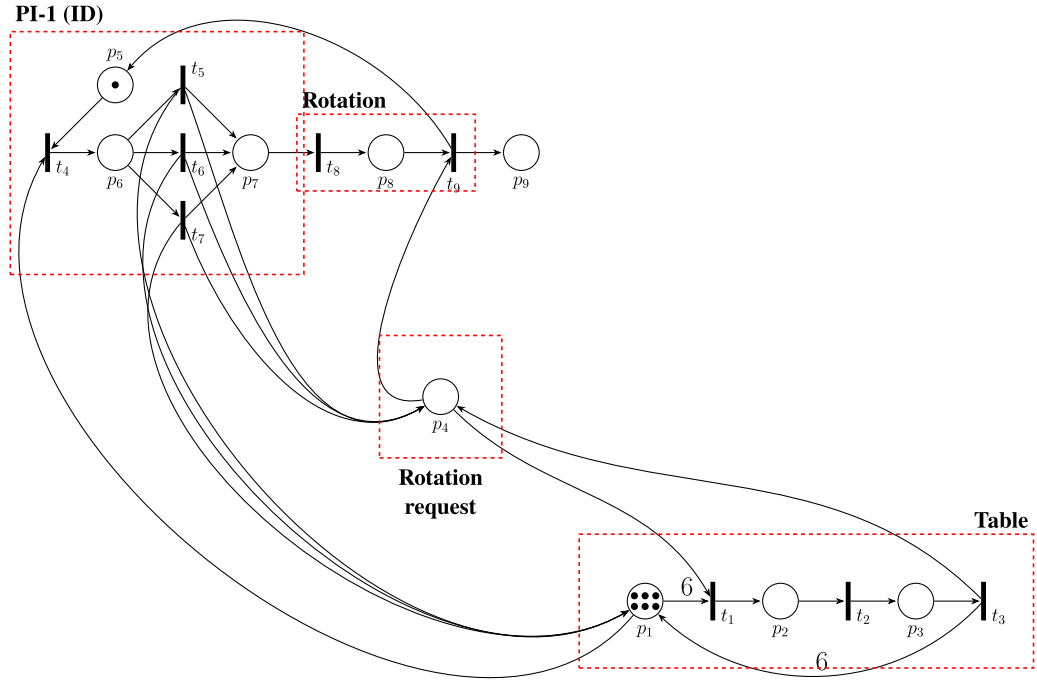 PI-1 (ID)
p5
t5
Rotation
t4
p6
t6
p7
t8
p8
t9
p9
t7
p4
Rotation
request
Table
6
p1
t1
p2
t2
p3
t3
6